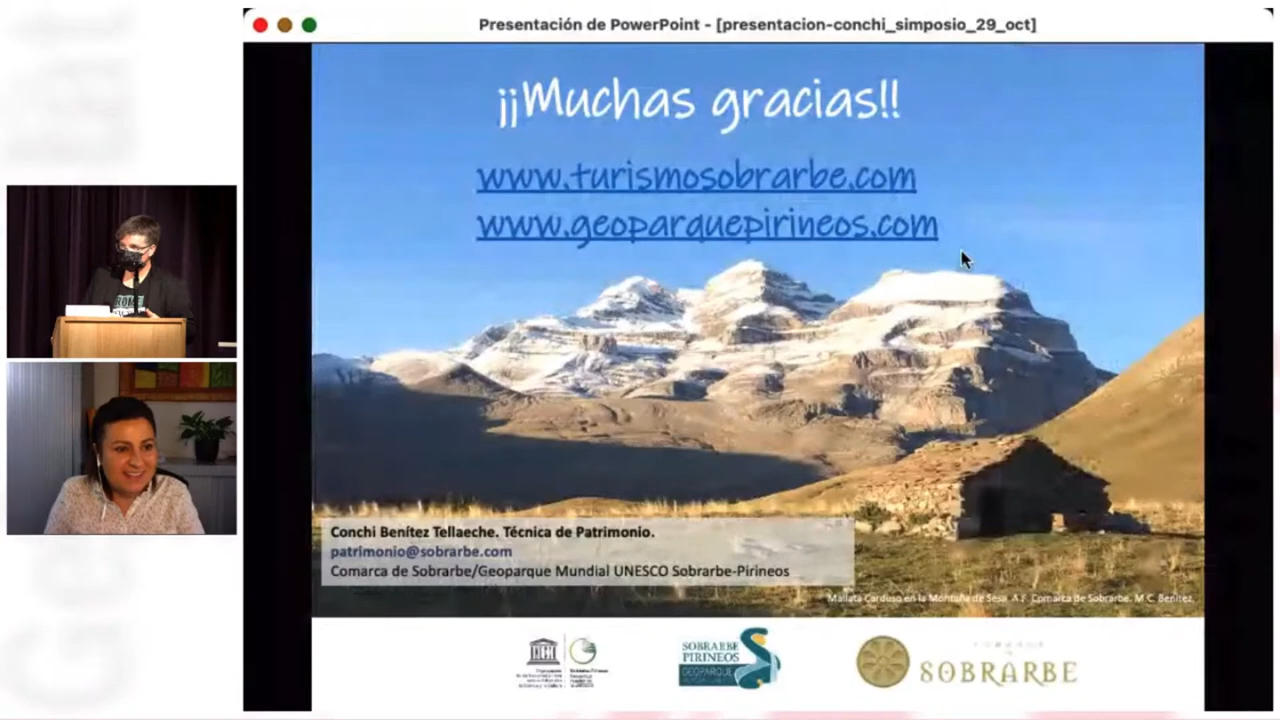 Presentación de PowerPoint - [presentacion-conchi_simposio_29_oct]
¡¡Muchas gracias!!
www.turismosobrarbe.com
www.geoparquepirineos.com
Conchi Benítez Tellaeche. Técnica de Patrimonio.
patrimonio@sobrarbe.com
Comarca de Sobrarbe/Geoparque Mundial UNESCO Sobrarbe-Pirineos
Mallata Carduso en la Montaña de Sesa. A.F. Comarca de Sobrarbe. M.C. Benítez.
SOBRARBE
PIRINEOS
GEOPARQUE
SOBRARBE